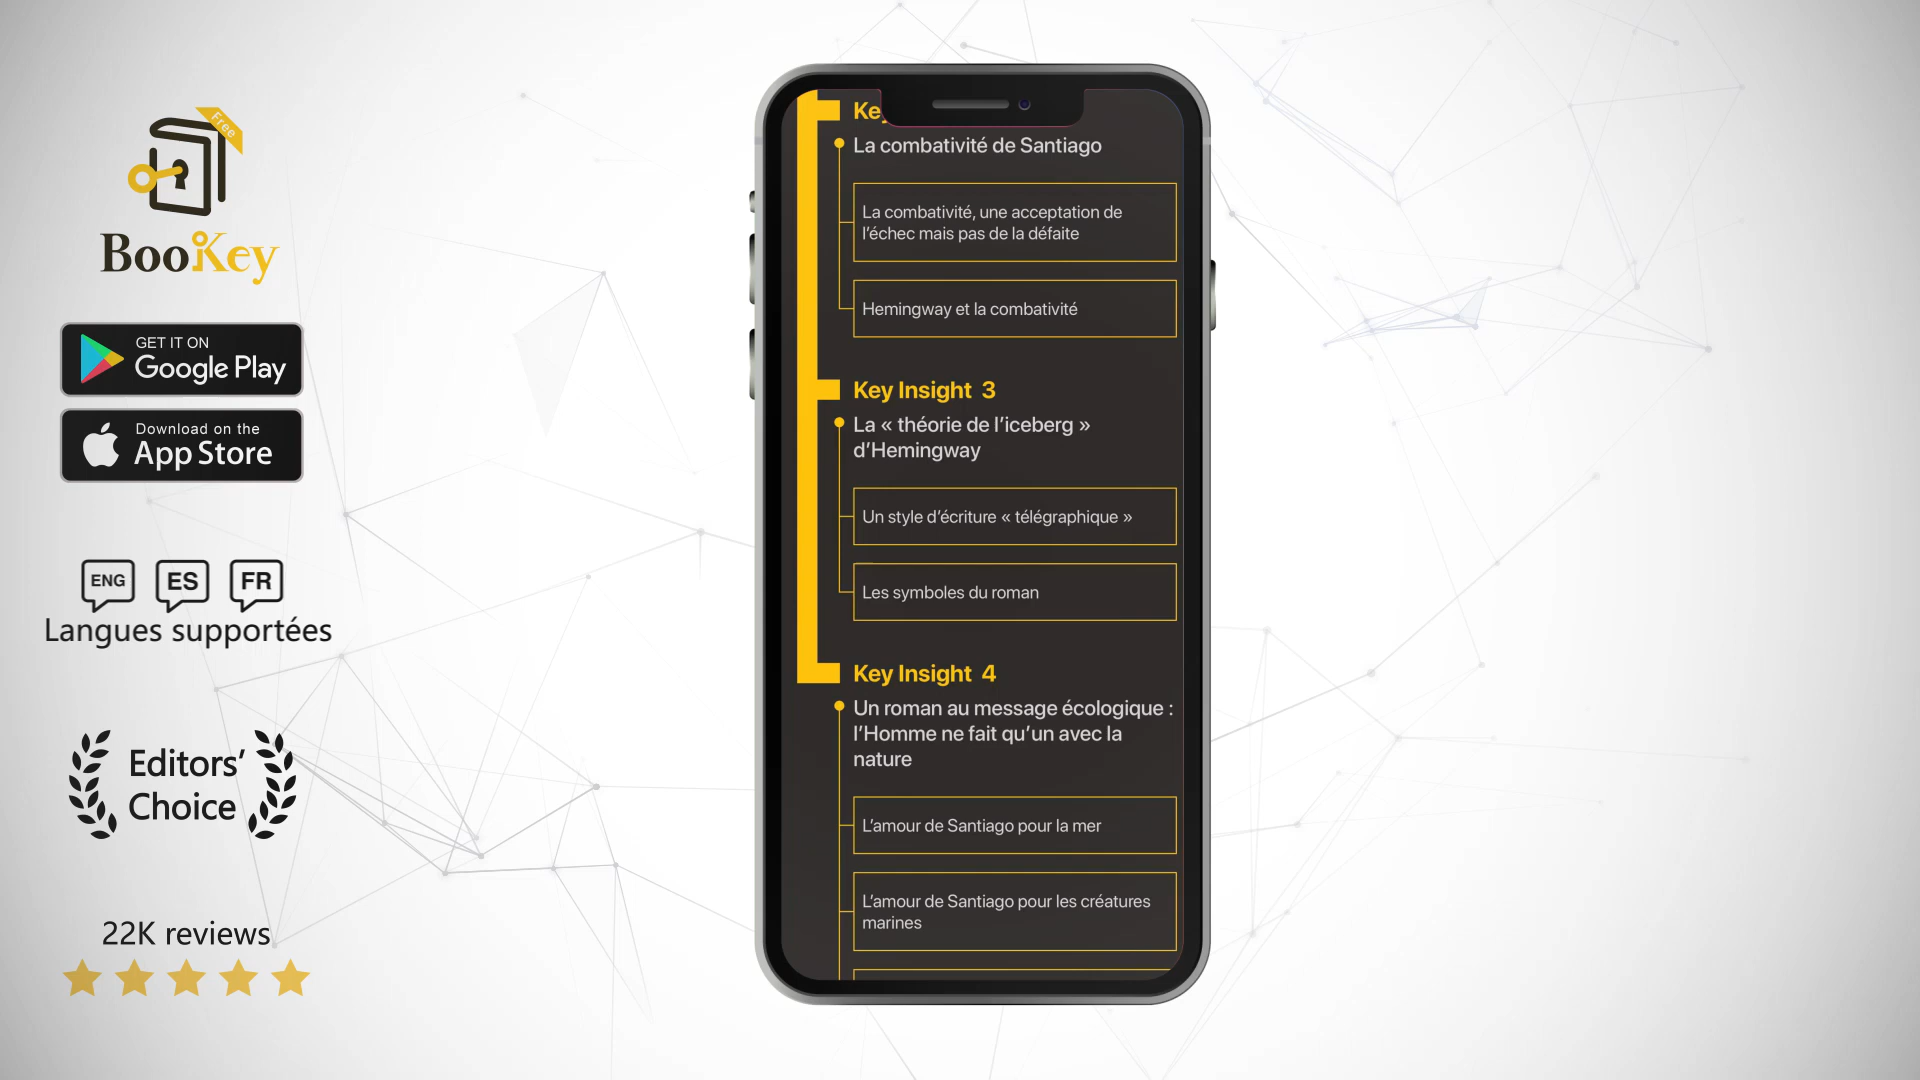 Free
BooKey
GET IT ON
Google Play
Download on the
App Store
ENG
ES
FR
Langues supportées
Editors'
Choice
22K reviews
La combativité de Santiago
La combativité, une acceptation de
l’échec mais pas de la défaite
Hemingway et la combativité
Key Insight 3
La « théorie de l’iceberg »
d’Hemingway
Un style d’écriture « télégraphique »
Les symboles du roman
Key Insight 4
Un roman au message écologique :
l’Homme ne fait qu’un avec la
nature
L’amour de Santiago pour la mer
L’amour de Santiago pour les créatures
marines